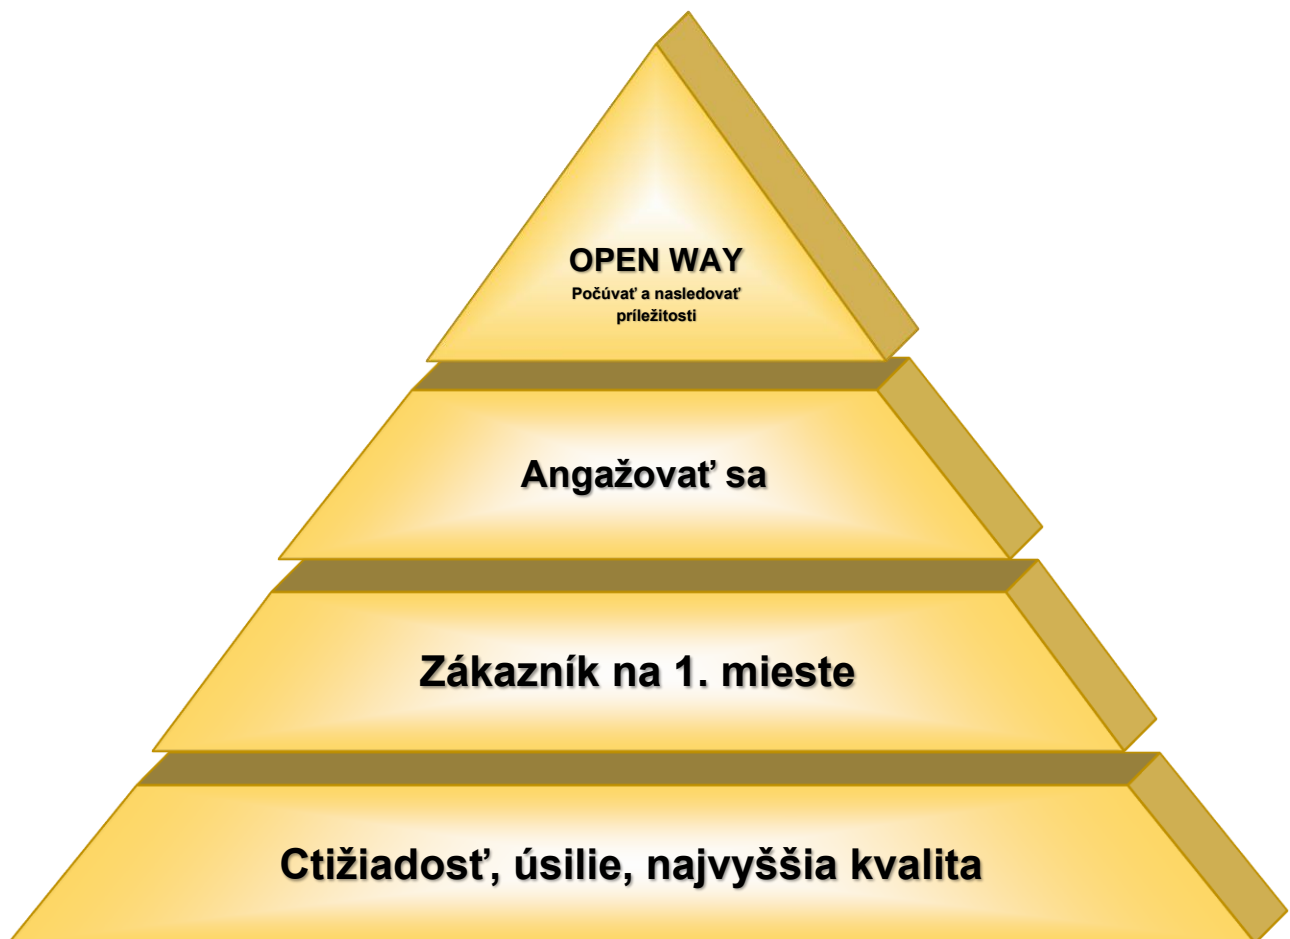 OPEN WAY
Počúvať a nasledovať
príležitosti
Angažovať sa
Zákazník na 1. mieste
Ctižiadosť, úsilie, najvyššia kvalita